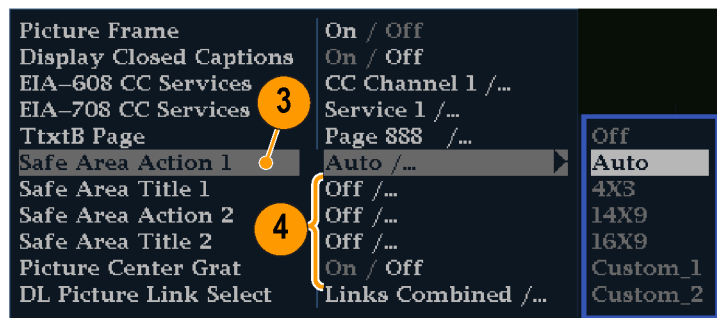 Picture Frame On / Off
Display Closed Captions On / Off
EIA-608 CC Services CC Channel 1 /...
EIA-708 CC Services Service 1 /...
3
TtxtB Page Page 888 /...
Off
Safe Area Action 1 Auto /...
Auto
Safe Area Title 1 Off /...
4X3
Safe Area Action 2 Off /...
14X9
4
Safe Area Title 2 Off /...
16X9
Picture Center Grat On / Off
Custom_1
DL Picture Link Select Links Combined /...
Custom_2